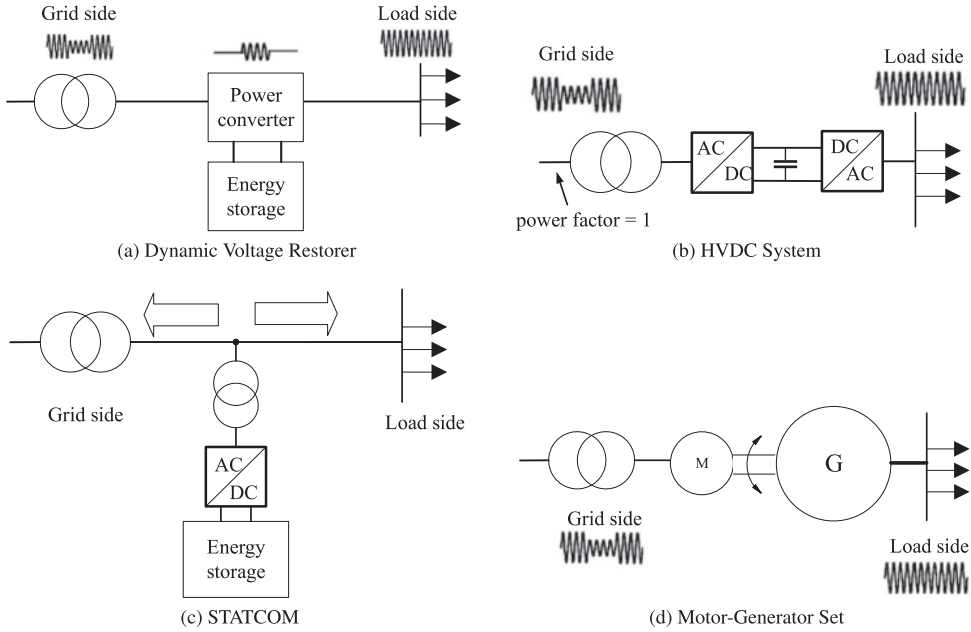 Grid side
Load side
Power
converter
Energy
storage
(a) Dynamic Voltage Restorer
Grid side
Load side
AC
DC
DC
AC
power factor = 1
(b) HVDC System
Grid side
Load side
AC
DC
Energy
storage
(c) STATCOM
M
G
Grid side
Load side
(d) Motor-Generator Set